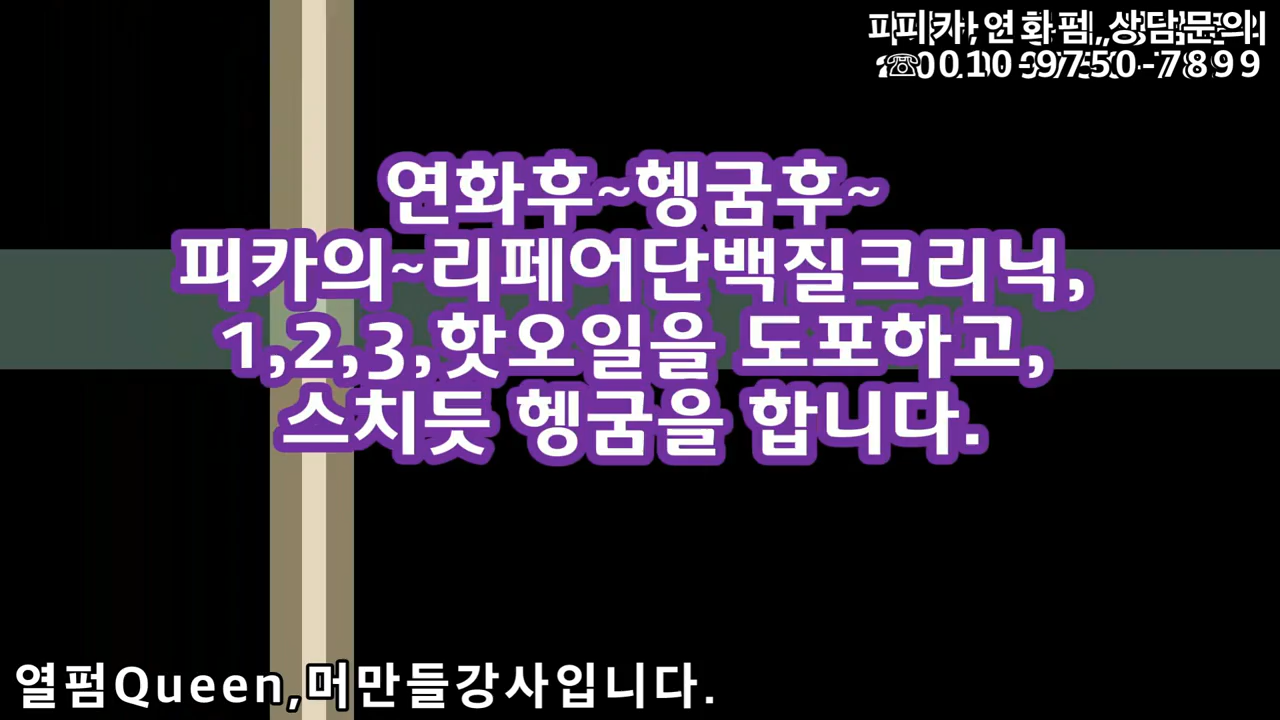 피카, 연화펌, 상담문의
☎010-9750-7899
연화후~헹굼후~
피카의~리페어단백질크리닉,
1,2,3,핫오일을 도포하고,
스치듯 헹굼을 합니다.
열펌Queen,머만들강사입니다.